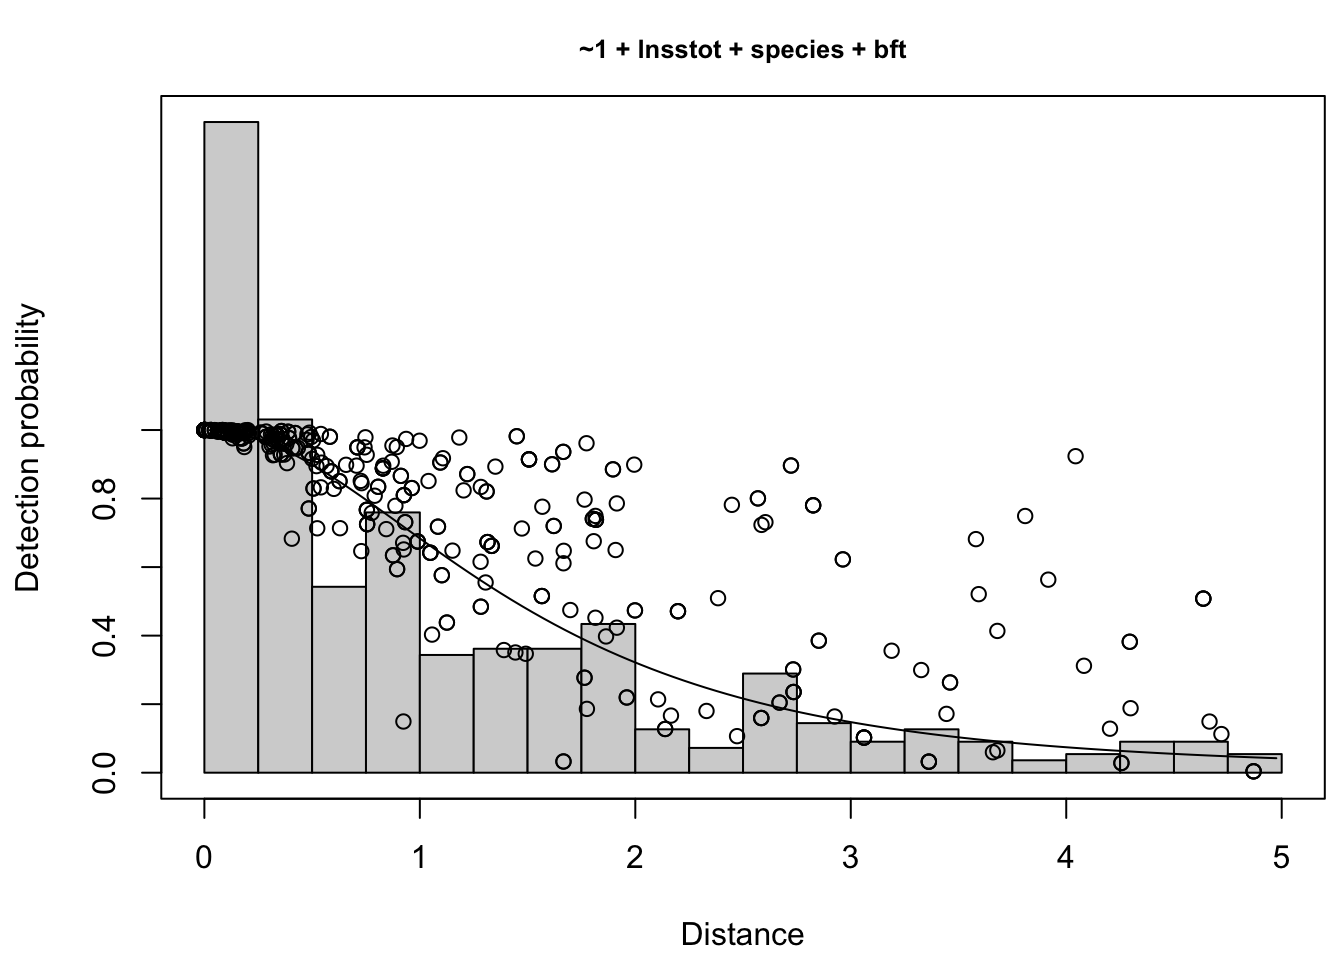 ~1 + lnsstot + species + bft
Detection probability
0.8
0.4
0.0
0 1 2 3 4 5
Distance